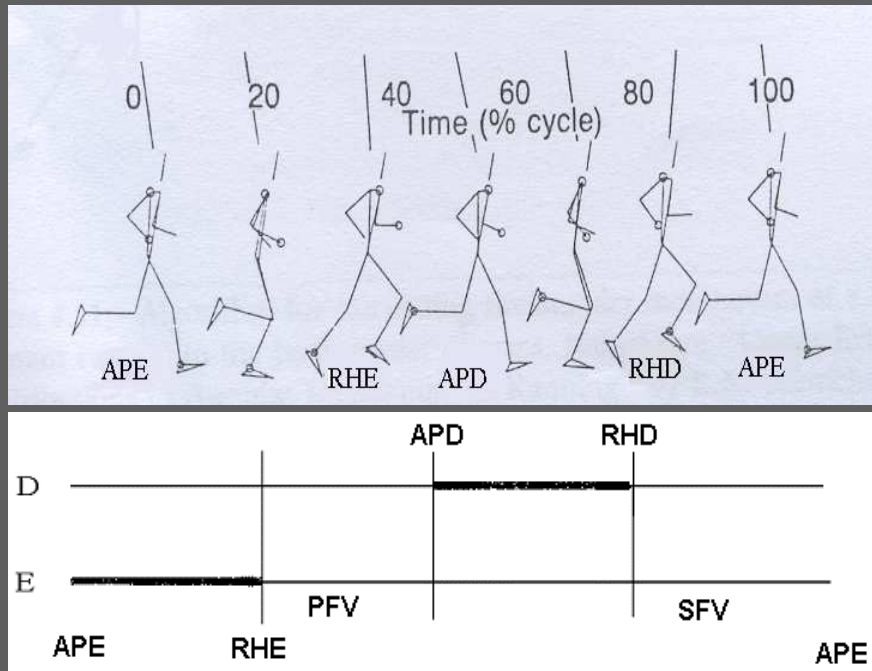 0 20 40 60 80 100
Time (% cycle)
APE RHE APD RHD APE
APD RHD
D
E
PFV SFV
APE RHE APE